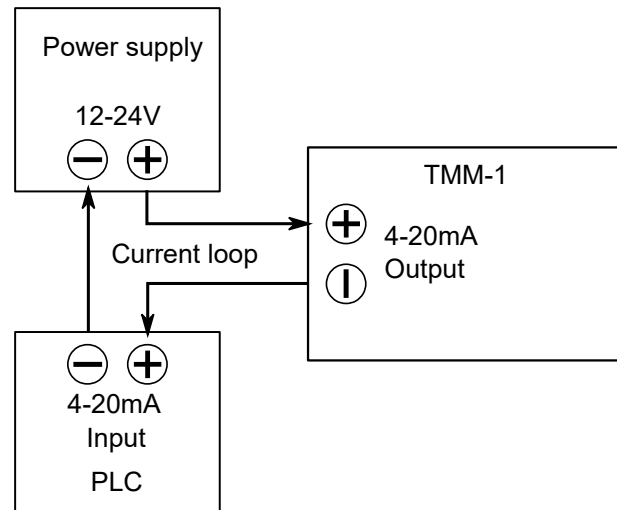 Power supply
12-24V
TMM-1
4-20mA
Output
Current loop
4-20mA
Input
PLC